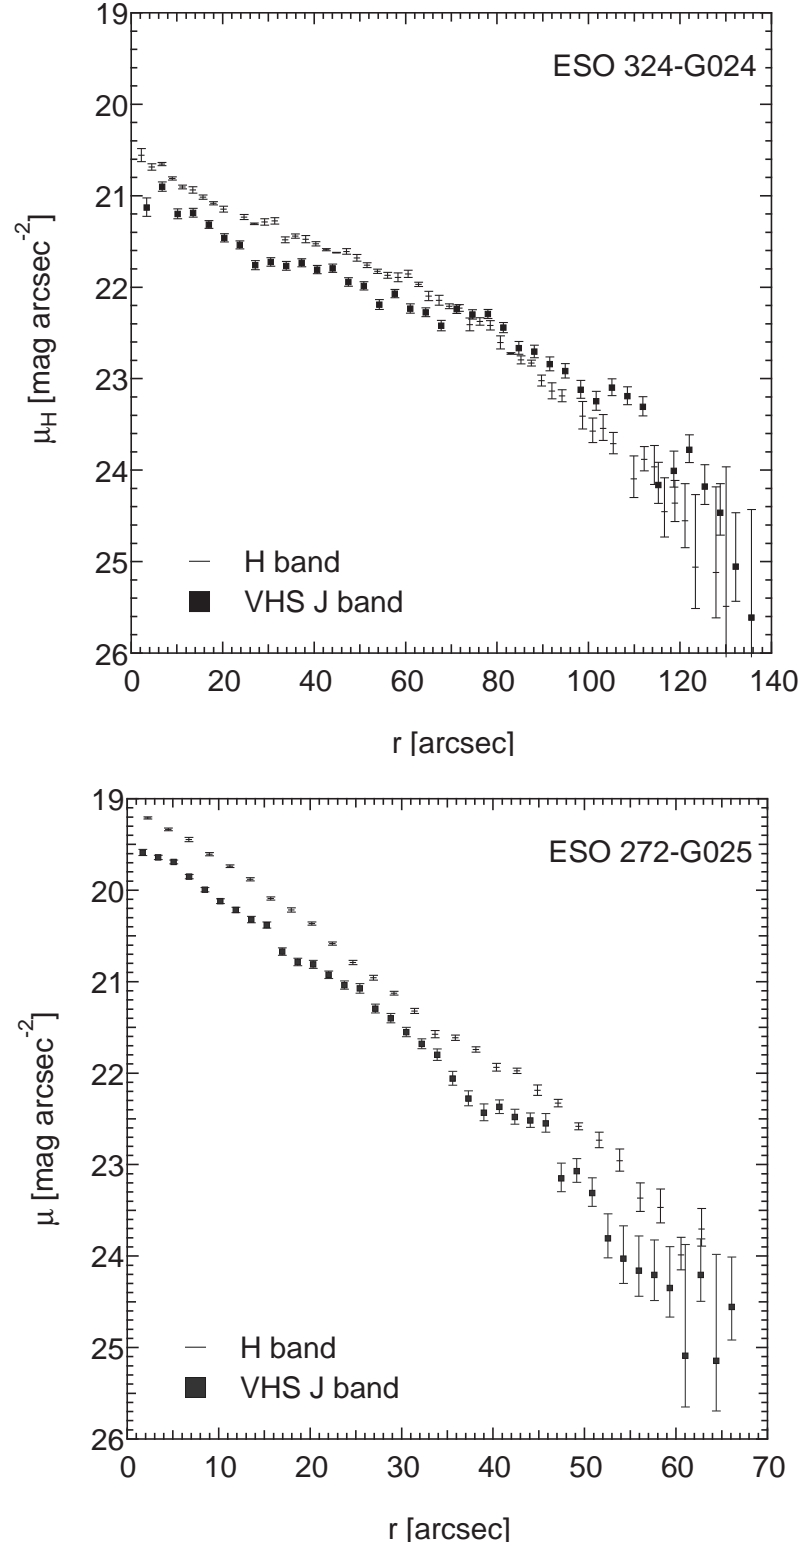 19
ESO 324-G024
20
21
22
23
24
25
26
μH [mag arcsec-2]
H band
VHS J band
0 20 40 60 80 100 120 140
r [arcsec]
19
ESO 272-G025
20
21
22
23
24
25
26
μ [mag arcsec-2]
H band
VHS J band
0 10 20 30 40 50 60 70
r [arcsec]